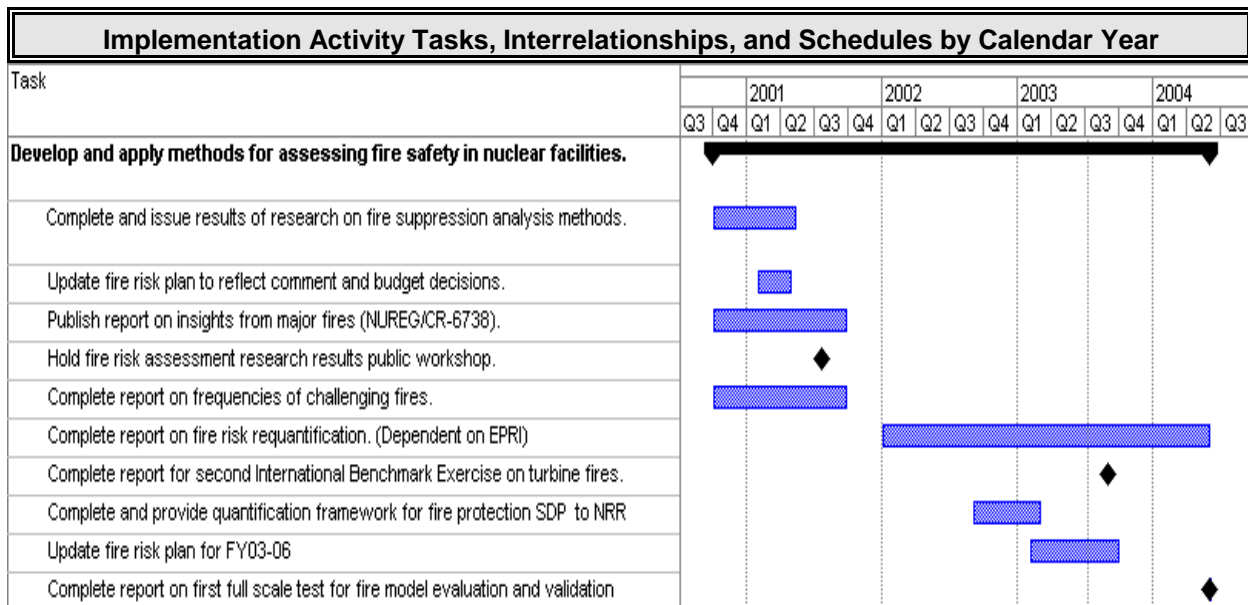 Implementation Activity Tasks, Interrelationships, and Schedules by Calendar Year
Task
2001 2002 2003 2004
Q3 Q4 Q1 Q2 Q3 Q4 Q1 Q2 Q3 Q4 Q1 Q2 Q3 Q4 Q1 Q2 Q3
Develop and apply methods for assessing fire safety in nuclear facilities.
Complete and issue results of research on fire suppression analysis methods.
Update fire risk plan to reflect comment and budget decisions.
Publish report on insights from major fires (NUREG/CR-6738).
Hold fire risk assessment research results public workshop.
Complete report on frequencies of challenging fires.
Complete report on fire risk requantification. (Dependent on EPRI)
Complete report for second International Benchmark Exercise on turbine fires.
Complete and provide quantification framework for fire protection SDP to NRR
Update fire risk plan for FY03-06
Complete report on first full scale test for fire model evaluation and validation